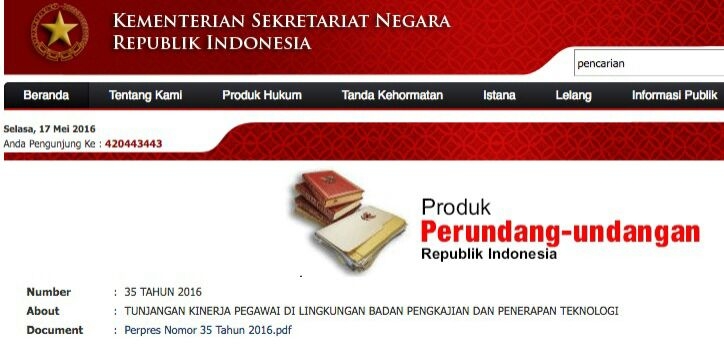 KEMENTERIAN SEKRETARIAT NEGARA
REPUBLIK INDONESIA
pencarian
Beranda Tentang Kami Produk Hukum Tanda Kehormatan Istana Lelang Informasi Publik
Selasa, 17 Mei 2016
Anda Pengunjung Ke : 420443443
Produk
Perundang-undangan
Republik Indonesia
Number : 35 TAHUN 2016
About : TUNJANGAN KINERJA PEGAWAI DI LINGKUNGAN BADAN PENGKAJIAN DAN PENERAPAN TEKNOLOGI
Document : Perpres Nomor 35 Tahun 2016.pdf